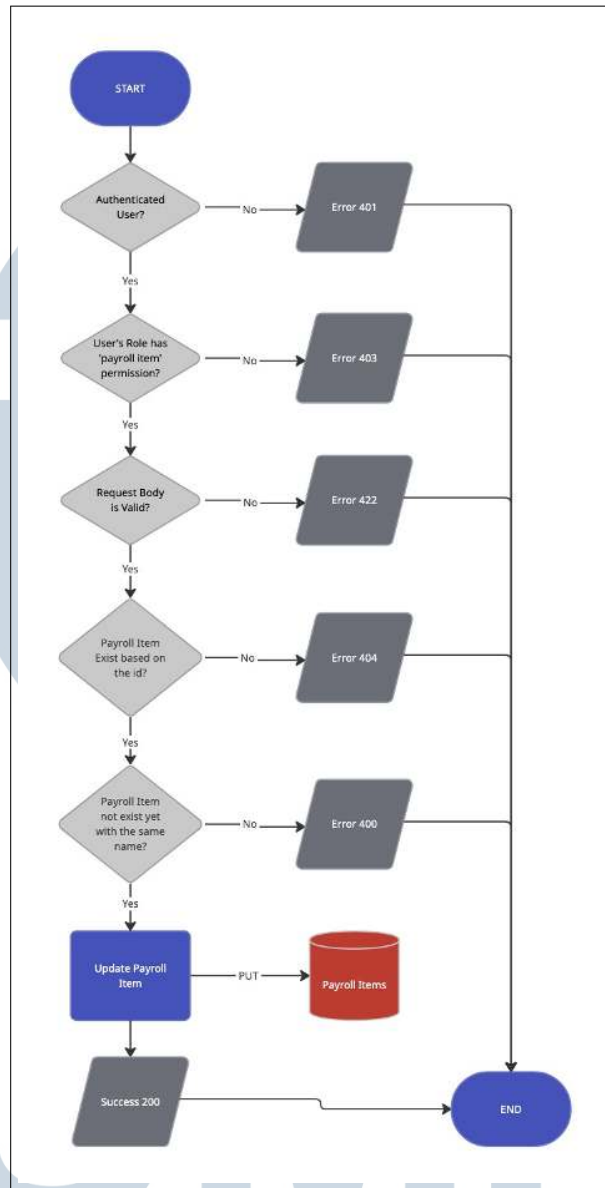 START
Authenticated
User?
No
Error 401
Yes
User's Role has
'payroll item'
permission?
No
Error 403
Yes
Request Body
is Valid?
No
Error 422
Yes
Payroll Item
Exist based on
the id?
No
Error 404
Yes
Payroll Item
not exist yet
with the same
name?
No
Error 400
Yes
Update Payroll
Item
PUT
Payroll Items
Success 200
END